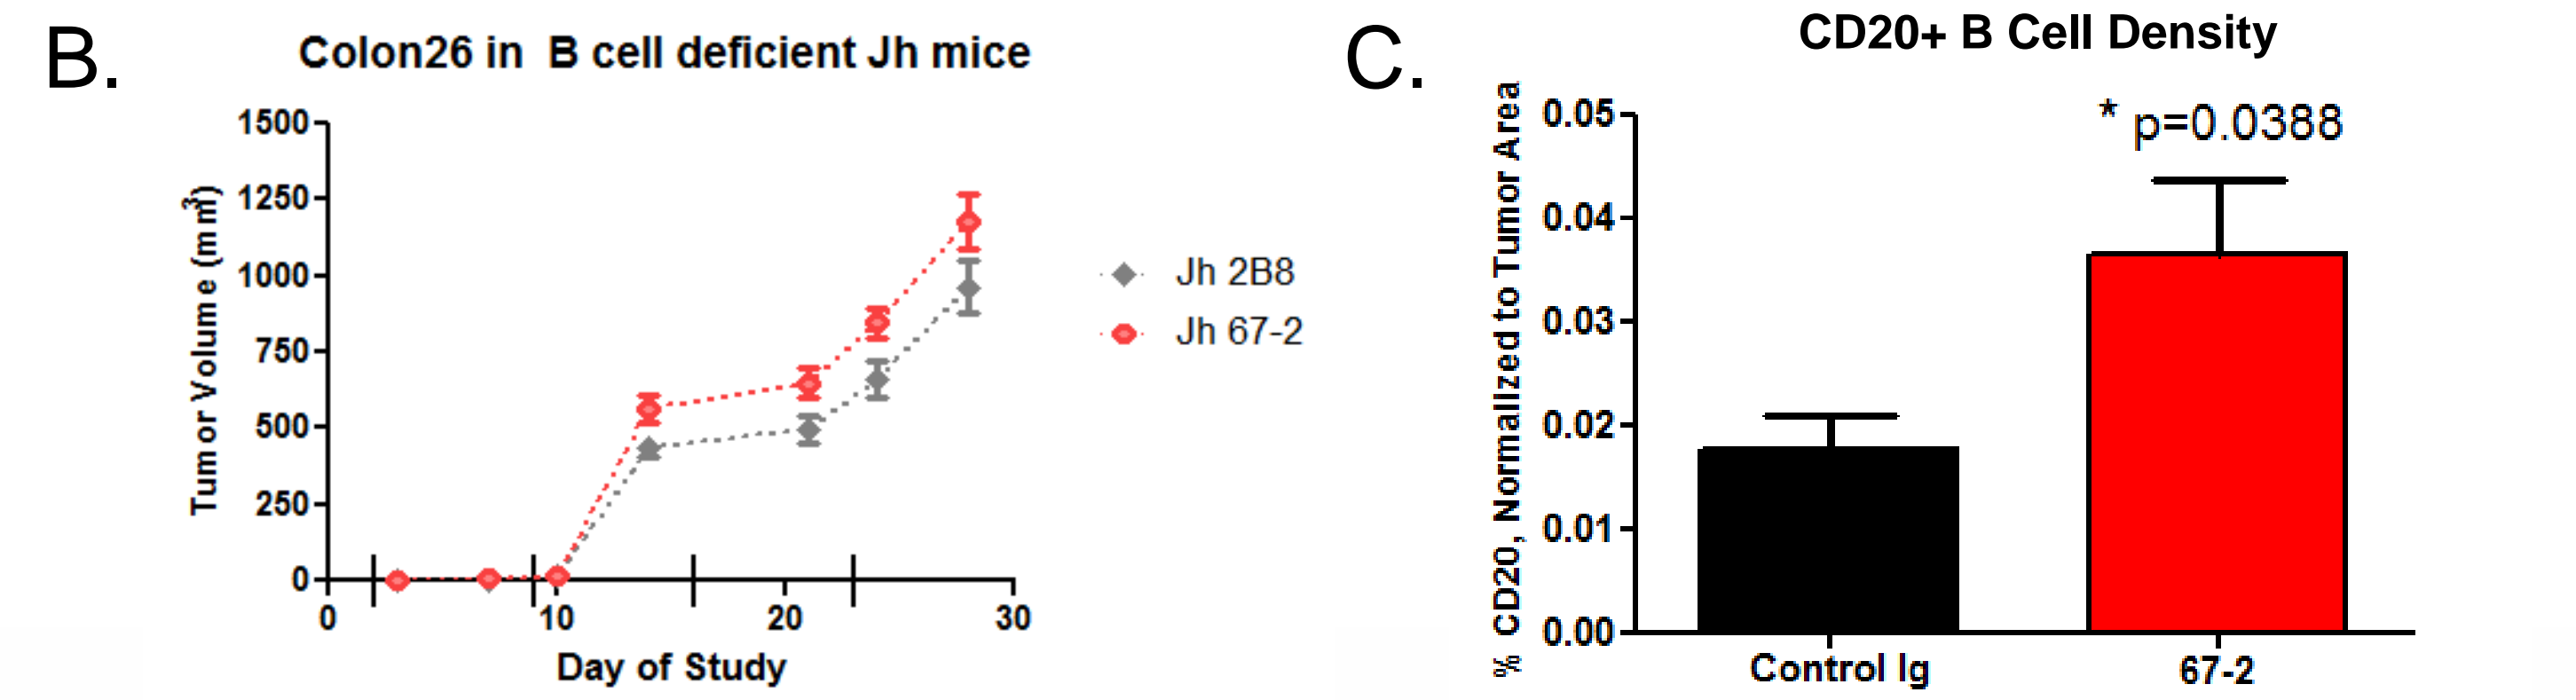 B.
Colon26 in B cell deficient Jh mice
Tumor Volume (mm³)
1500
1250
1000
750
500
250
0
0 10 20 30
Day of Study
Jh 2B8
Jh 67-2
C.
CD20+ B Cell Density
% CD20, Normalized to Tumor Area
* p=0.0388
0.05
0.04
0.03
0.02
0.01
0.00
Control Ig 67-2